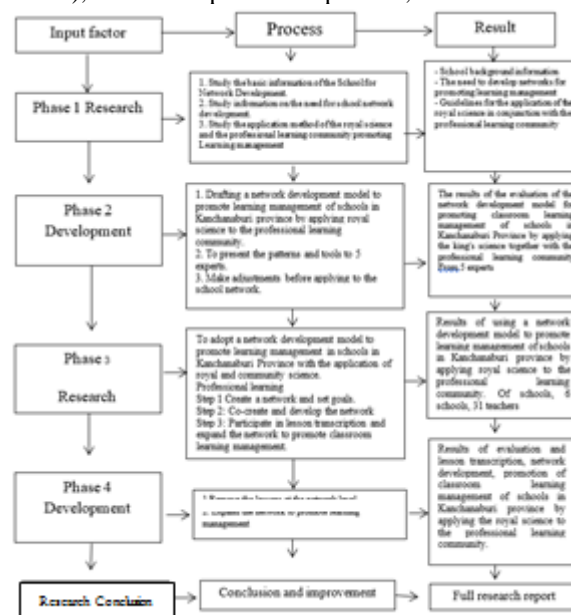 Input factor
Process
Result
Phase 1 Research
1. Study the basic information of the School for
Network Development.
2. Study information on the need for school network
development.
3. Study the application method of the royal science
and the professional learning community promoting
Learning management
- School background information
- The need to develop networks for
promoting learning management
- Guidelines for the application of the
royal science in conjunction with the
professional learning community
Phase 2
Development
1. Drafting a network development model to
promote learning management of schools in
Kanchanaburi province by applying royal
science to the professional learning
community.
2. To present the patterns and tools to 5
experts.
3. Make adjustments before applying to the
school network.
The results of the evaluation of the
network development model for
promoting classroom learning
management of schools in
Kanchanaburi Province by applying
the king's science together with the
professional learning community
From 5 experts
Phase 3
Research
To adopt a network development model to
promote learning management in schools in
Kanchanaburi Province with the application of
royal and community science.
Professional learning
Step 1 Create a network and set goals.
Step 2: Co-create and develop the network
Step 3: Participate in lesson transcription and
expand the network to promote classroom
learning management.
Results of using a network
development model to promote
learning management of schools
in Kanchanaburi province by
applying royal science to the
professional learning
community. Of schools, 6
schools, 31 teachers
Phase 4
Development
the lessons at the network level
2. Expand the network to promote learning
management
Results of evaluation and
lesson transcription, network
development, promotion of
classroom learning
management of schools in
Kanchanaburi province by
applying the royal science to
the professional learning
community.
Research Conclusion
Conclusion and improvement
Full research report